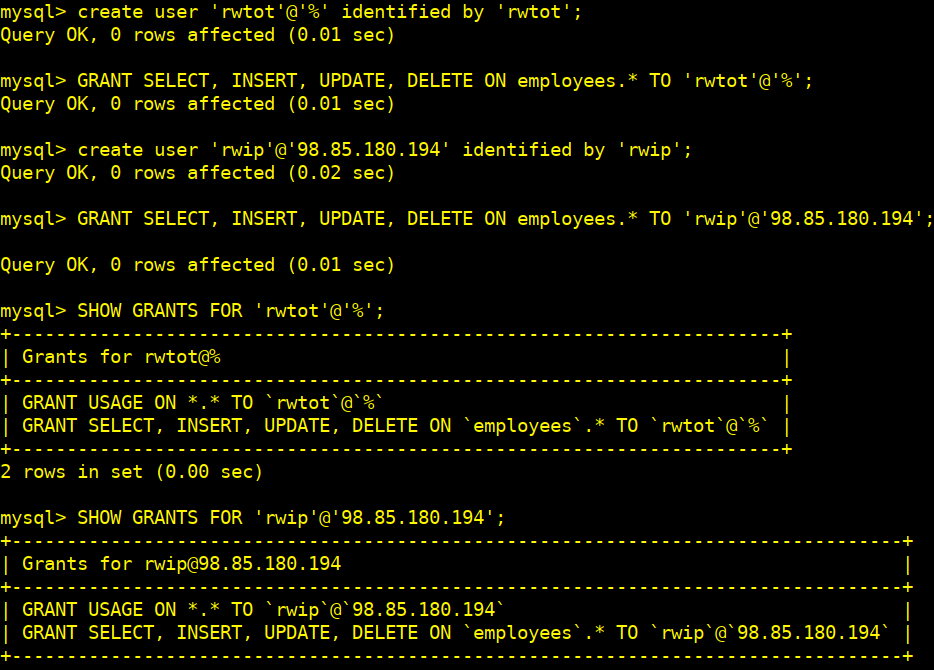 mysql> create user 'rwtot'@'%' identified by 'rwtot';
Query OK, 0 rows affected (0.01 sec)
mysql> GRANT SELECT, INSERT, UPDATE, DELETE ON employees.* TO 'rwtot'@'%';
Query OK, 0 rows affected (0.01 sec)
mysql> create user 'rwip'@'98.85.180.194' identified by 'rwip';
Query OK, 0 rows affected (0.02 sec)
mysql> GRANT SELECT, INSERT, UPDATE, DELETE ON employees.* TO 'rwip'@'98.85.180.194';
Query OK, 0 rows affected (0.01 sec)
mysql> SHOW GRANTS FOR 'rwtot'@'%';
+----------------------------------------------------------------------+
| Grants for rwtot@%                                                   |
+----------------------------------------------------------------------+
| GRANT USAGE ON *.* TO `rwtot`@`%`                                    |
| GRANT SELECT, INSERT, UPDATE, DELETE ON `employees`.* TO `rwtot`@`%` |
+----------------------------------------------------------------------+
2 rows in set (0.00 sec)
mysql> SHOW GRANTS FOR 'rwip'@'98.85.180.194';
+---------------------------------------------------------------------------------+
| Grants for rwip@98.85.180.194                                                   |
+---------------------------------------------------------------------------------+
| GRANT USAGE ON *.* TO `rwip`@`98.85.180.194`                                    |
| GRANT SELECT, INSERT, UPDATE, DELETE ON `employees`.* TO `rwip`@`98.85.180.194` |
+---------------------------------------------------------------------------------+